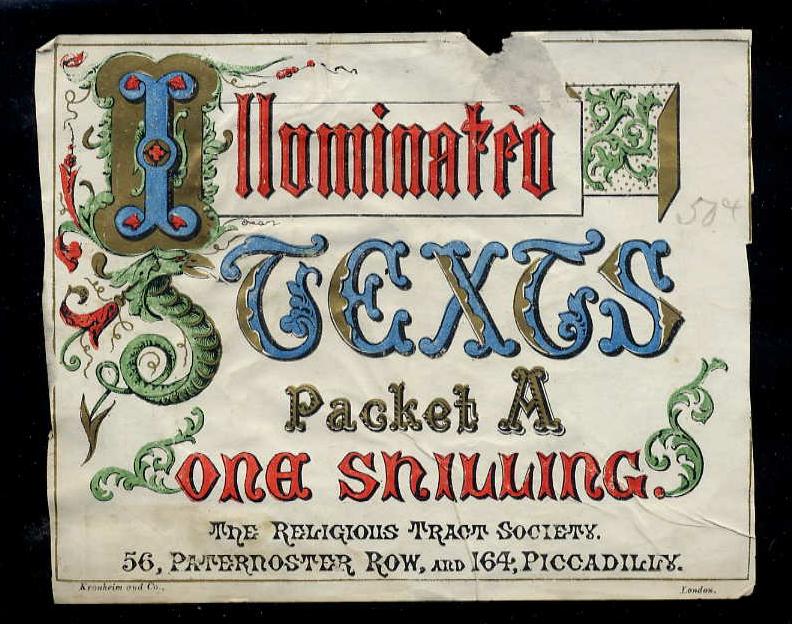 Illuminated
TEXTS
Packet A
ONE SHILLING.
THE RELIGIOUS TRACT SOCIETY.
56, PATERNOSTER ROW, AND 164, PICCADILLY.
Kronheim and Co., London.